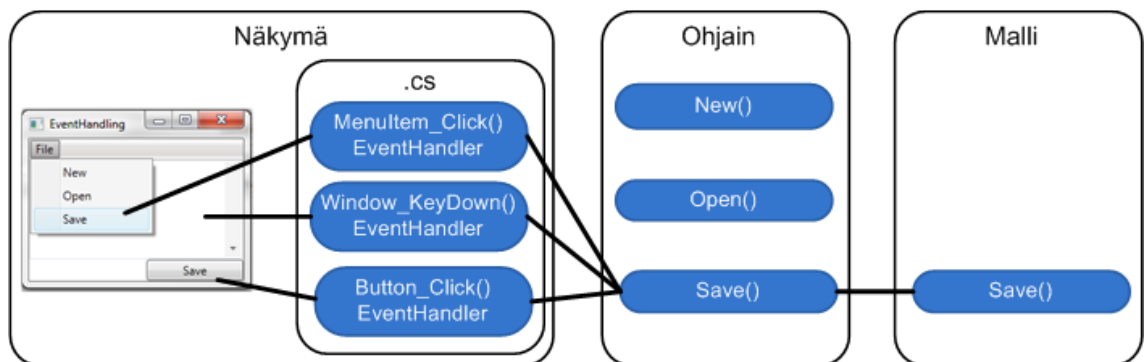 Näkymä
.cs
EventHandling
File
New
Open
Save
Save
MenuItem_Click()
EventHandler
Window_KeyDown()
EventHandler
Button_Click()
EventHandler
Ohjain
New()
Open()
Save()
Malli
Save()